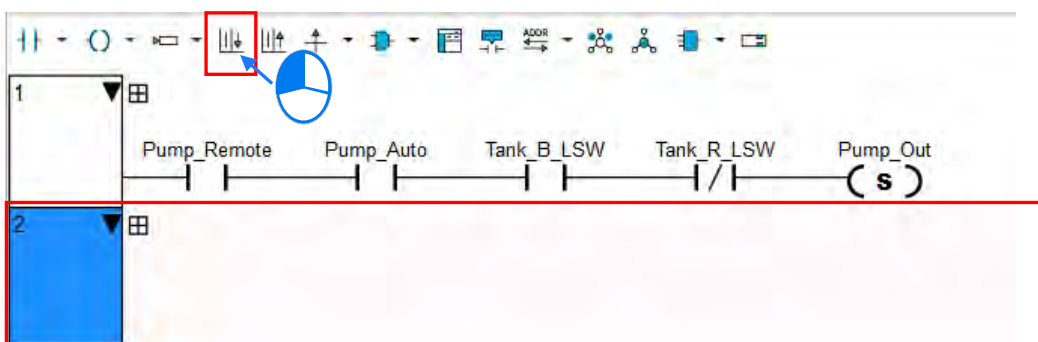 ADDR
1
Pump_Remote Pump_Auto Tank_B_LSW Tank_R_LSW Pump_Out
S
2